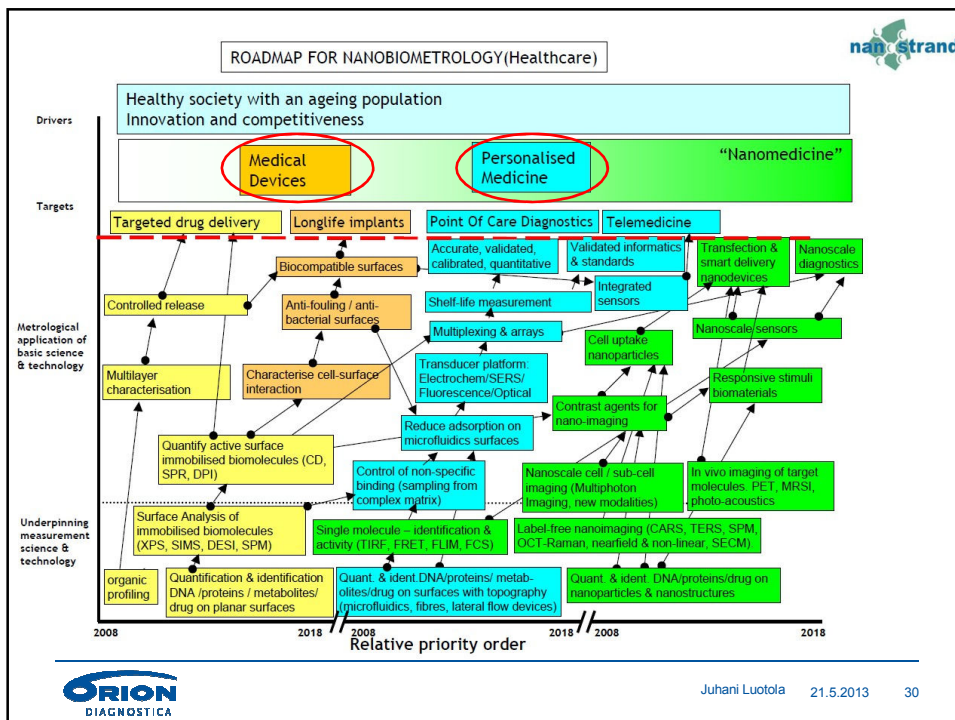 nanostrand
ROADMAP FOR NANOBIOMETROLOGY(Healthcare)
Drivers
Healthy society with an ageing population
Innovation and competitiveness
Medical
Devices
Personalised
Medicine
“Nanomedicine”
Targets
Targeted drug delivery
Longlife implants
Point Of Care Diagnostics
Telemedicine
Accurate, validated,
calibrated, quantitative
Validated informatics
& standards
Transfection &
smart delivery
nanodevices
Nanoscale
diagnostics
Biocompatible surfaces
Integrated
sensors
Controlled release
Anti-fouling / anti-
bacterial surfaces
Shelf-life measurement
Metrological
application of
basic science
& technology
Multiplexing & arrays
Nanoscale sensors
Cell uptake
nanoparticles
Multilayer
characterisation
Characterise cell-surface
interaction
Transducer platform:
Electrochem/SERS/
Fluorescence/Optical
Responsive stimuli
biomaterials
Contrast agents for
nano-imaging
Reduce adsorption on
microfluidics surfaces
Quantify active surface
immobilised biomolecules (CD,
SPR, DPI)
Control of non-specific
binding (sampling from
complex matrix)
Nanoscale cell / sub-cell
imaging (Multiphoton
Imaging, new modalities)
In vivo imaging of target
molecules. PET, MRSI,
photo-acoustics
Underpinning
measurement
science &
technology
Surface Analysis of
immobilised biomolecules
(XPS, SIMS, DESI, SPM)
Single molecule – identification &
activity (TIRF, FRET, FLIM, FCS)
Label-free nanoimaging (CARS, TERS, SPM,
OCT-Raman, nearfield & non-linear, SECM).
organic
profiling
Quantification & identification
DNA /proteins / metabolites/
drug on planar surfaces
Quant. & ident.DNA/proteins/ metab-
olites/drug on surfaces with topography
(microfluidics, fibres, lateral flow devices)
Quant. & ident. DNA/proteins/drug on
nanoparticles & nanostructures
2008
2018
2008
2018
2008
2018
Relative priority order
ORION
DIAGNOSTICA
Juhani Luotola
21.5.2013
30